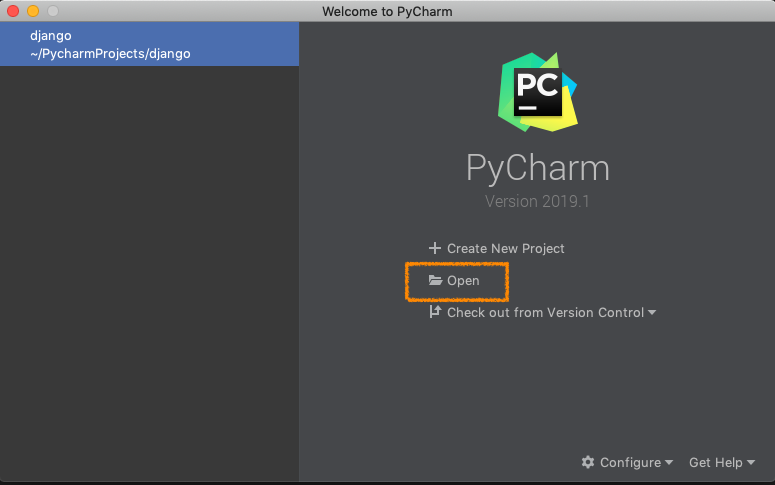 Welcome to PyCharm
django
~/PycharmProjects/django
PC
PyCharm
Version 2019.1
Create New Project
Open
Check out from Version Control
Configure
Get Help